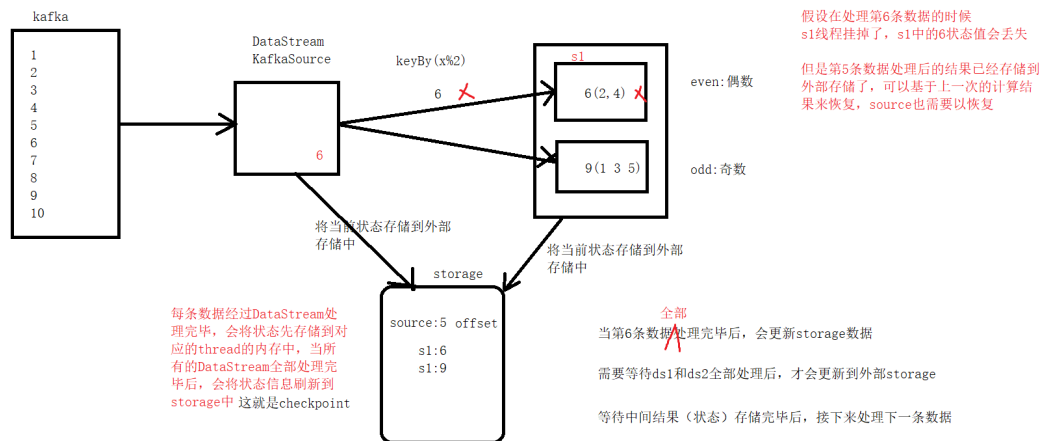 kafka
1
2
3
4
5
6
7
8
9
10
DataStream
KafkaSource
6
keyBy(x%2)
6
s1
6(2,4)
9(1 3 5)
even:偶数
odd:奇数
假设在处理第6条数据的时候
s1线程挂掉了，s1中的6状态值会丢失
但是第5条数据处理后的结果已经存储到
外部存储了，可以基于上一次的计算结
果来恢复，source也需要以恢复
将当前状态存储到外部
存储中
将当前状态存储到外部
存储中
storage
source:5 offset
s1:6
s1:9
每条数据经过DataStream处
理完毕，会将状态先存储到对
应的thread的内存中，当所
有的DataStream全部处理完
毕后，会将状态信息刷新到
storage中 这就是checkpoint
全部
当第6条数据处理完毕后，会更新storage数据
需要等待ds1和ds2全部处理后，才会更新到外部storage
等待中间结果（状态）存储完毕后，接下来处理下一条数据